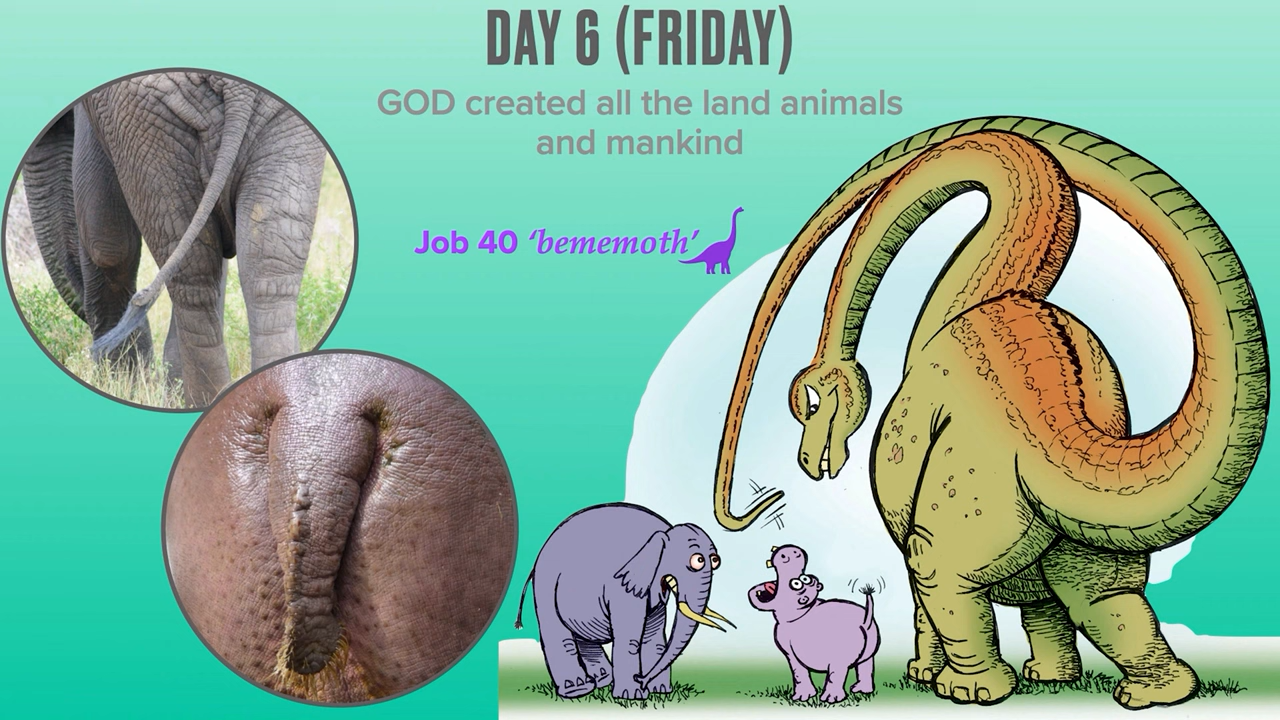 DAY 6 (FRIDAY)
GOD created all the land animals
and mankind
Job 40 ‘bememoth’